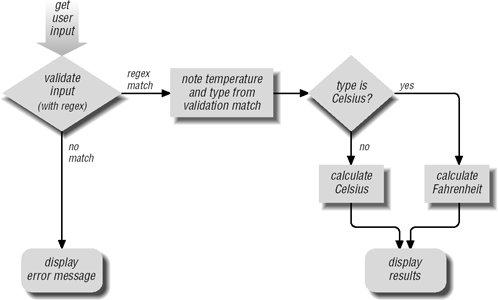 get
user
input
validate
input
(with regex)
regex
match
no
match
note temperature
and type from
validation match
type is
Celsius?
yes
no
calculate
Celsius
calculate
Fahrenheit
display
error message
display
results